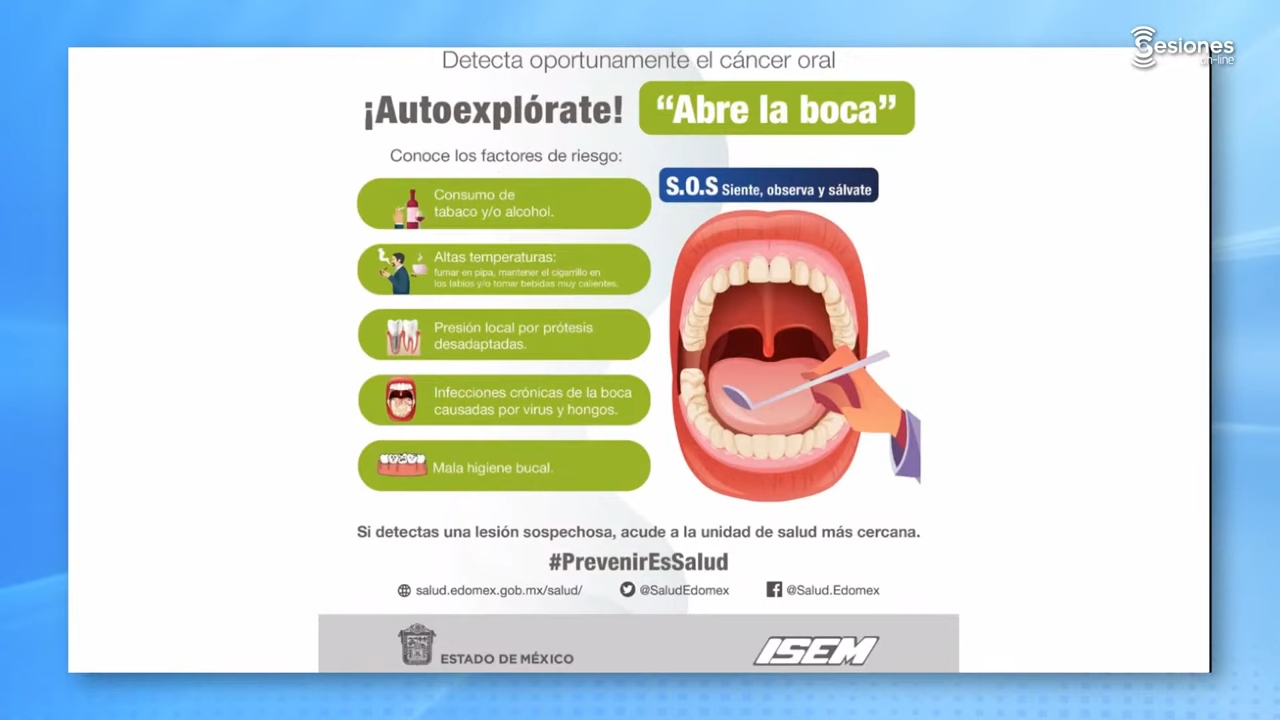 Sesiones
on-line
Detecta oportunamente el cáncer oral
¡Autoexplórate! “Abre la boca”
Conoce los factores de riesgo:
S.O.S Siente, observa y sálvate
Consumo de
tabaco y/o alcohol.
Altas temperaturas:
fumar en pipa, mantener el cigarrillo en
los labios y/o tomar bebidas muy calientes.
Presión local por prótesis
desadaptadas.
Infecciones crónicas de la boca
causadas por virus y hongos.
Mala higiene bucal.
Si detectas una lesión sospechosa, acude a la unidad de salud más cercana.
#PrevenirEsSalud
salud.edomex.gob.mx/salud/ @SaludEdomex @Salud.Edomex
ESTADO DE MÉXICO ISEM